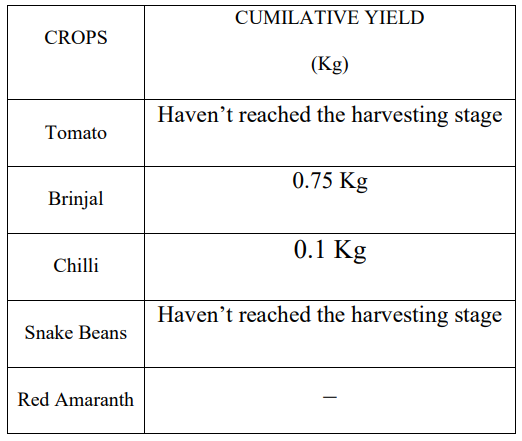 CROPS
CUMILATIVE YIELD
(Kg)
Tomato
Haven’t reached the harvesting stage
Brinjal
0.75 Kg
Chilli
0.1 Kg
Snake Beans
Haven’t reached the harvesting stage
Red Amaranth
–